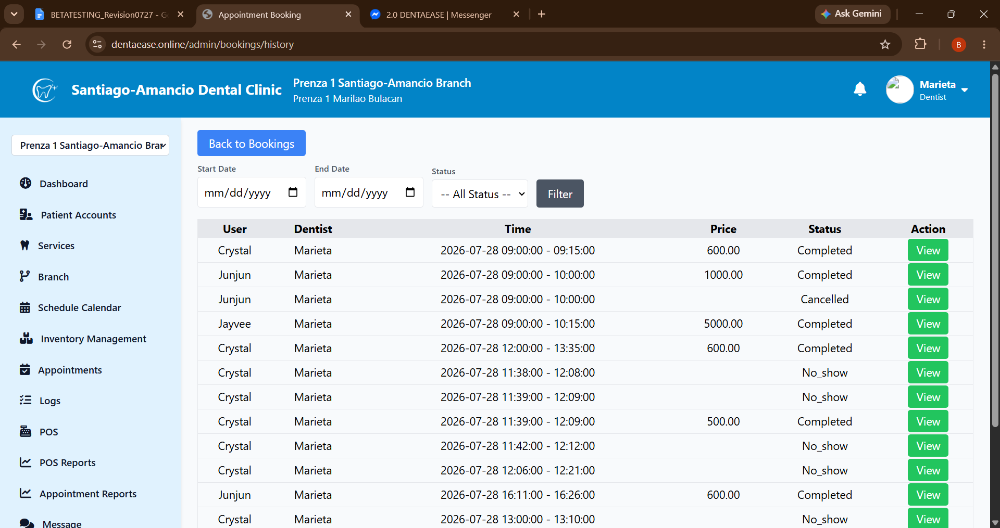 BETATESTING_Revision0727 - Go
Appointment Booking
2.0 DENTAEASE | Messenger
Ask Gemini
dentaease.online/admin/bookings/history
B
Santiago-Amancio Dental Clinic
Prenza 1 Santiago-Amancio Branch
Prenza 1 Marilao Bulacan
Marieta
Dentist
Prenza 1 Santiago-Amancio Bran
Dashboard
Patient Accounts
Services
Branch
Schedule Calendar
Inventory Management
Appointments
Logs
POS
POS Reports
Appointment Reports
Message
Back to Bookings
Start Date End Date Status
mm/dd/yyyy mm/dd/yyyy -- All Status -- Filter
User Dentist Time Price Status Action
Crystal Marieta 2026-07-28 09:00:00 - 09:15:00 600.00 Completed View
Junjun Marieta 2026-07-28 09:00:00 - 10:00:00 1000.00 Completed View
Junjun Marieta 2026-07-28 09:00:00 - 10:00:00 Cancelled View
Jayvee Marieta 2026-07-28 09:00:00 - 10:15:00 5000.00 Completed View
Crystal Marieta 2026-07-28 12:00:00 - 13:35:00 600.00 Completed View
Crystal Marieta 2026-07-28 11:38:00 - 12:08:00 No_show View
Crystal Marieta 2026-07-28 11:39:00 - 12:09:00 No_show View
Crystal Marieta 2026-07-28 11:39:00 - 12:09:00 500.00 Completed View
Crystal Marieta 2026-07-28 11:42:00 - 12:12:00 No_show View
Crystal Marieta 2026-07-28 12:06:00 - 12:21:00 No_show View
Junjun Marieta 2026-07-28 16:11:00 - 16:26:00 600.00 Completed View
Crystal Marieta 2026-07-28 13:00:00 - 13:10:00 No_show View